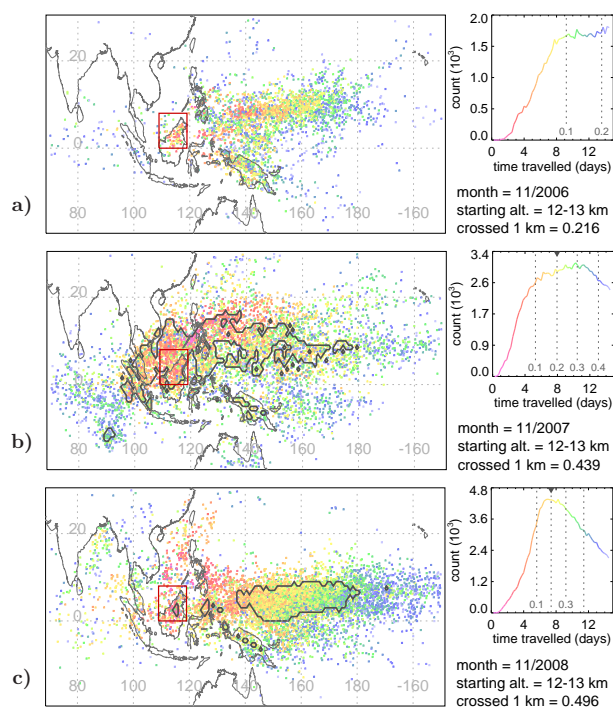 20
0
80 100 120 140 160 180 -160
a)
2.0
1.5
1.0
0.5
0.0
count (10³)
0.1 0.2
0 4 8 12
time travelled (days)
month = 11/2006
starting alt. = 12-13 km
crossed 1 km = 0.216
20
0
80 100 120 140 160 180 -160
b)
3.4
2.6
1.7
0.9
0.0
count (10³)
0.1 0.2 0.3 0.4
0 4 8 12
time travelled (days)
month = 11/2007
starting alt. = 12-13 km
crossed 1 km = 0.439
20
0
80 100 120 140 160 180 -160
c)
4.8
3.6
2.4
1.2
0.0
count (10³)
0.1 0.3
0 4 8 12
time travelled (days)
month = 11/2008
starting alt. = 12-13 km
crossed 1 km = 0.496